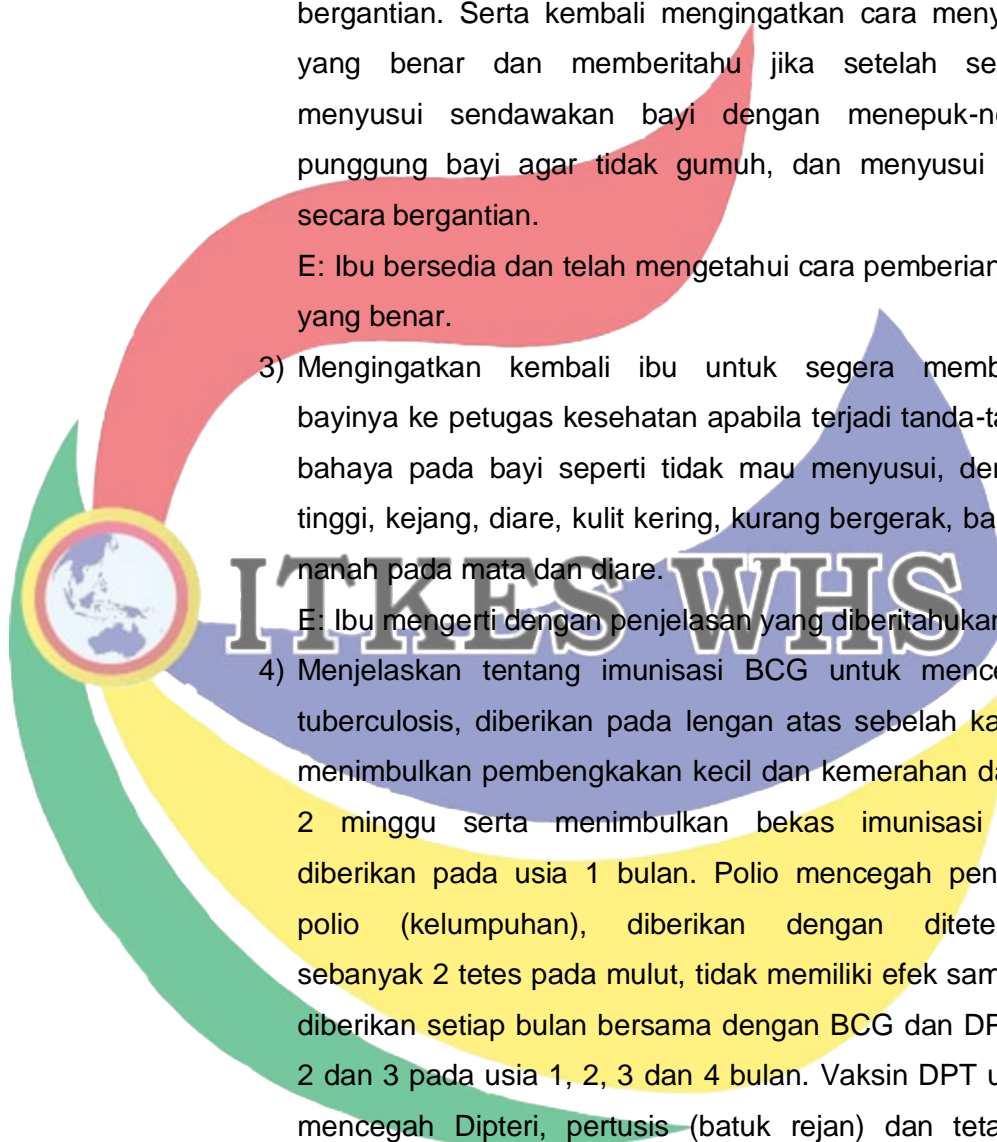 bergantian. Serta kembali mengingatkan cara meny
yang benar dan memberitahu jika setelah se
menyusui sendawakan bayi dengan menepuk-n
punggung bayi agar tidak gumuh, dan menyusui
secara bergantian.
E: Ibu bersedia dan telah mengetahui cara pemberian
yang benar.
3) Mengingatkan kembali ibu untuk segera memb
bayinya ke petugas kesehatan apabila terjadi tanda-ta
bahaya pada bayi seperti tidak mau menyusui, de
tinggi, kejang, diare, kulit kering, kurang bergerak, ba
nanah pada mata dan diare.
ITKES WHS
E: Ibu mengerti dengan penjelasan yang diberitahukan
4) Menjelaskan tentang imunisasi BCG untuk mence
tuberculosis, diberikan pada lengan atas sebelah ka
menimbulkan pembengkakan kecil dan kemerahan da
2 minggu serta menimbulkan bekas imunisasi
diberikan pada usia 1 bulan. Polio mencegah pen
polio (kelumpuhan), diberikan dengan ditete
sebanyak 2 tetes pada mulut, tidak memiliki efek sam
diberikan setiap bulan bersama dengan BCG dan DP
2 dan 3 pada usia 1, 2, 3 dan 4 bulan. Vaksin DPT u
mencegah Dipteri, pertusis (batuk rejan) dan teta